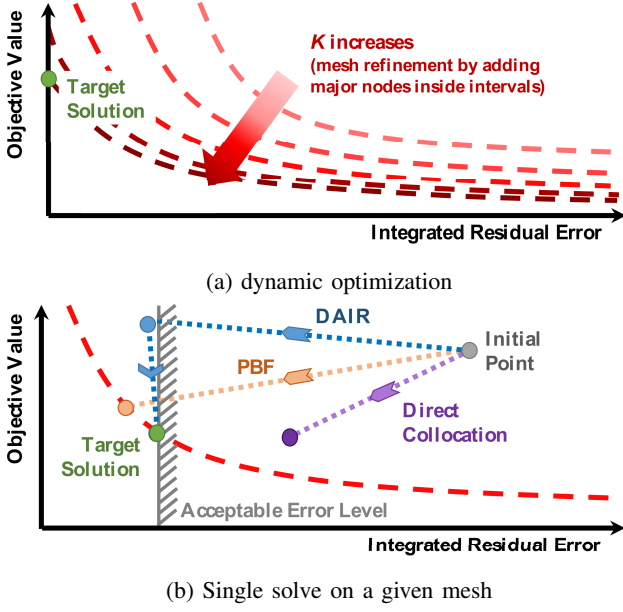 Objective Value
K increases
(mesh refinement by adding
major nodes inside intervals)
Target
Solution
Integrated Residual Error
(a) dynamic optimization
Objective Value
DAIR
Initial
Point
PBF
Direct
Collocation
Target
Solution
Acceptable Error Level
Integrated Residual Error
(b) Single solve on a given mesh